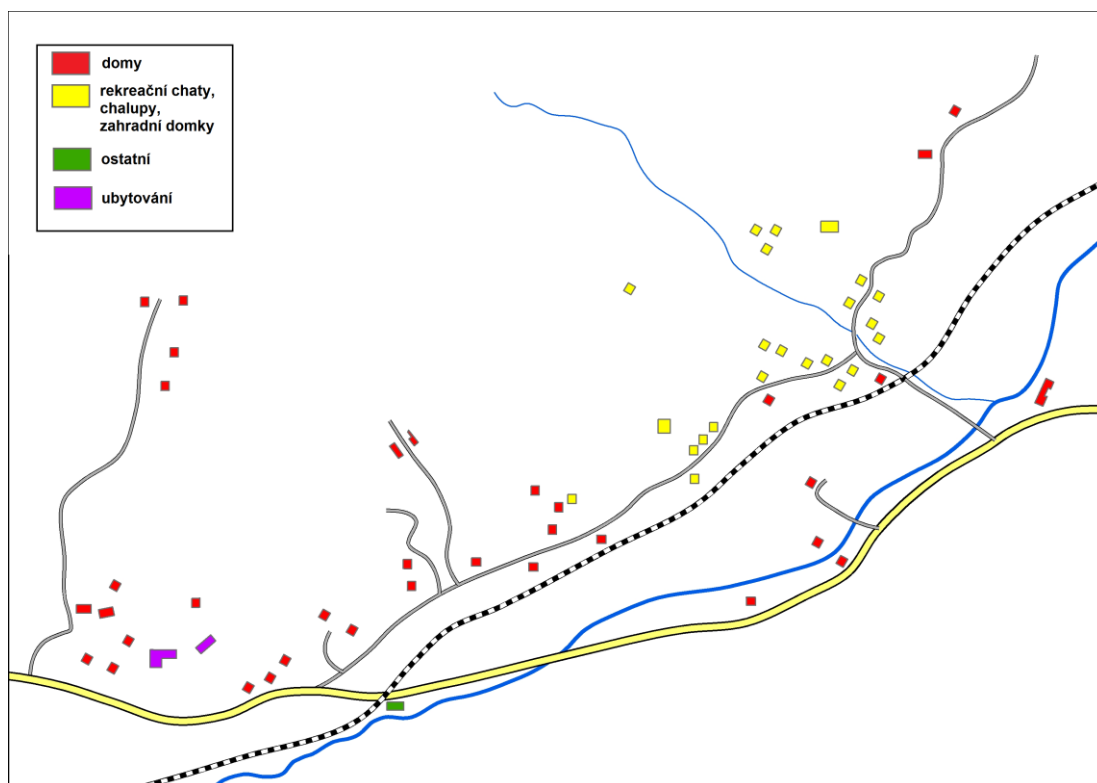 domy
rekreační chaty,
chalupy,
zahradní domky
ostatní
ubytování